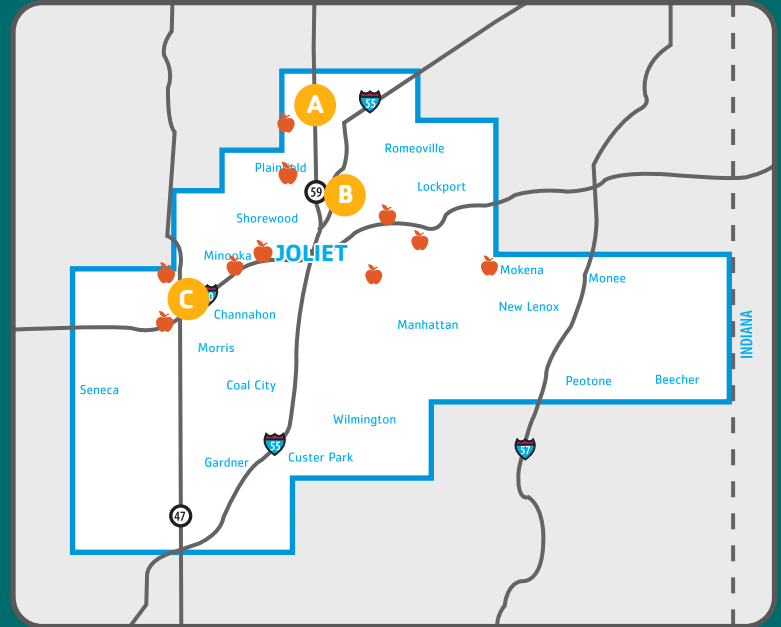 A
55
Romeoville
Plainfield
Lockport
59
B
Shorewood
JOLIET
Minooka
Mokena
Monee
C
New Lenox
Channahon
Manhattan
INDIANA
Morris
Peotone
Beecher
Coal City
Seneca
Wilmington
55
57
Custer Park
Gardner
47